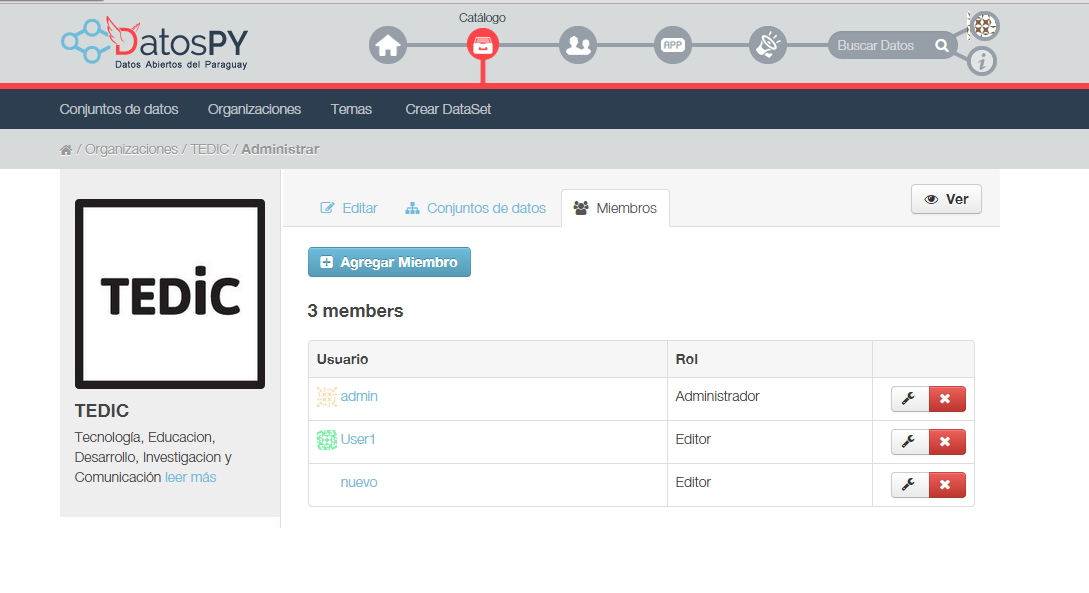 Catálogo
DatosPY
Datos Abiertos del Paraguay
APP
Buscar Datos
i
Conjuntos de datos Organizaciones Temas Crear DataSet
/ Organizaciones / TEDIC / Administrar
Editar Conjuntos de datos Miembros Ver
TEDiC
Agregar Miembro
3 members
Usuario Rol
admin Administrador
User1 Editor
nuevo Editor
TEDIC
Tecnología, Educacion,
Desarrollo, Investigacion y
Comunicación leer más